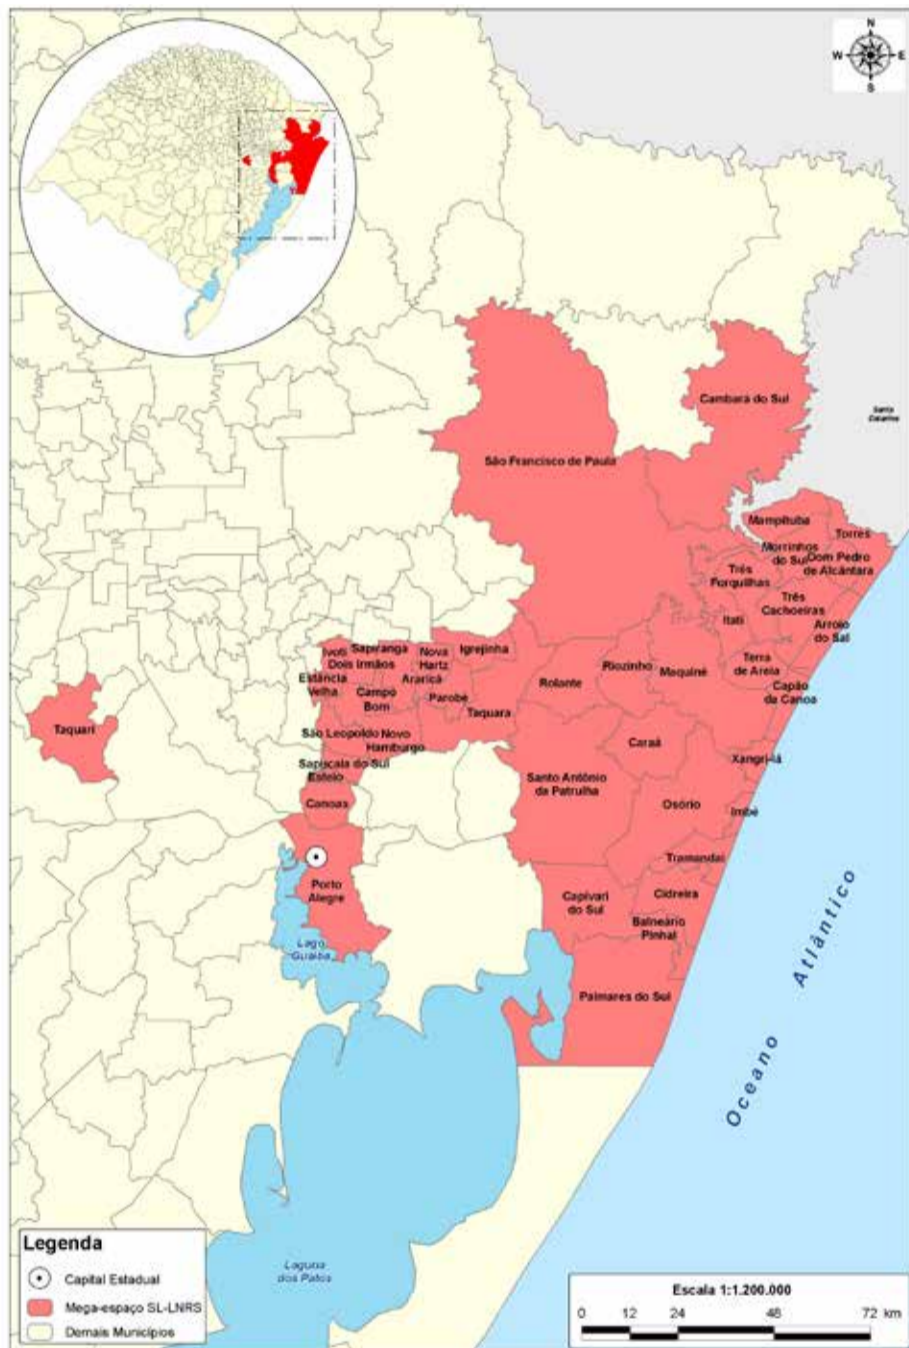 N
W E
S
Cambará do Sul
Santa
Catarina
São Francisco de Paula
Mampituba
Torres
Morrinhos
do Sul
Dom Pedro
de Alcântara
Três
Forquilhas
Três
Cachoeiras
Itati
Arroio
do Sal
Ivoti
Sapiranga
Nova
Hartz
Igrejinha
Dois Irmãos
Araricá
Estância
Velha
Campo
Bom
Parobé
Taquara
Rolante
Riozinho
Maquiné
Terra
de Areia
Capão
da Canoa
Taquari
São Leopoldo
Novo
Hamburgo
Caraá
Xangri-lá
Sapucaia do Sul
Esteio
Santo Antônio
da Patrulha
Canoas
Osório
Imbé
Tramandaí
Porto
Alegre
Capivari
do Sul
Cidreira
Balneário
Pinhal
Lago
Guaíba
Palmares do Sul
Oceano Atlântico
Laguna
dos Patos
Legenda
Capital Estadual
Mega-espaço SL-LNRS
Demais Municípios
Escala 1:1.200.000
0 12 24 48 72 km